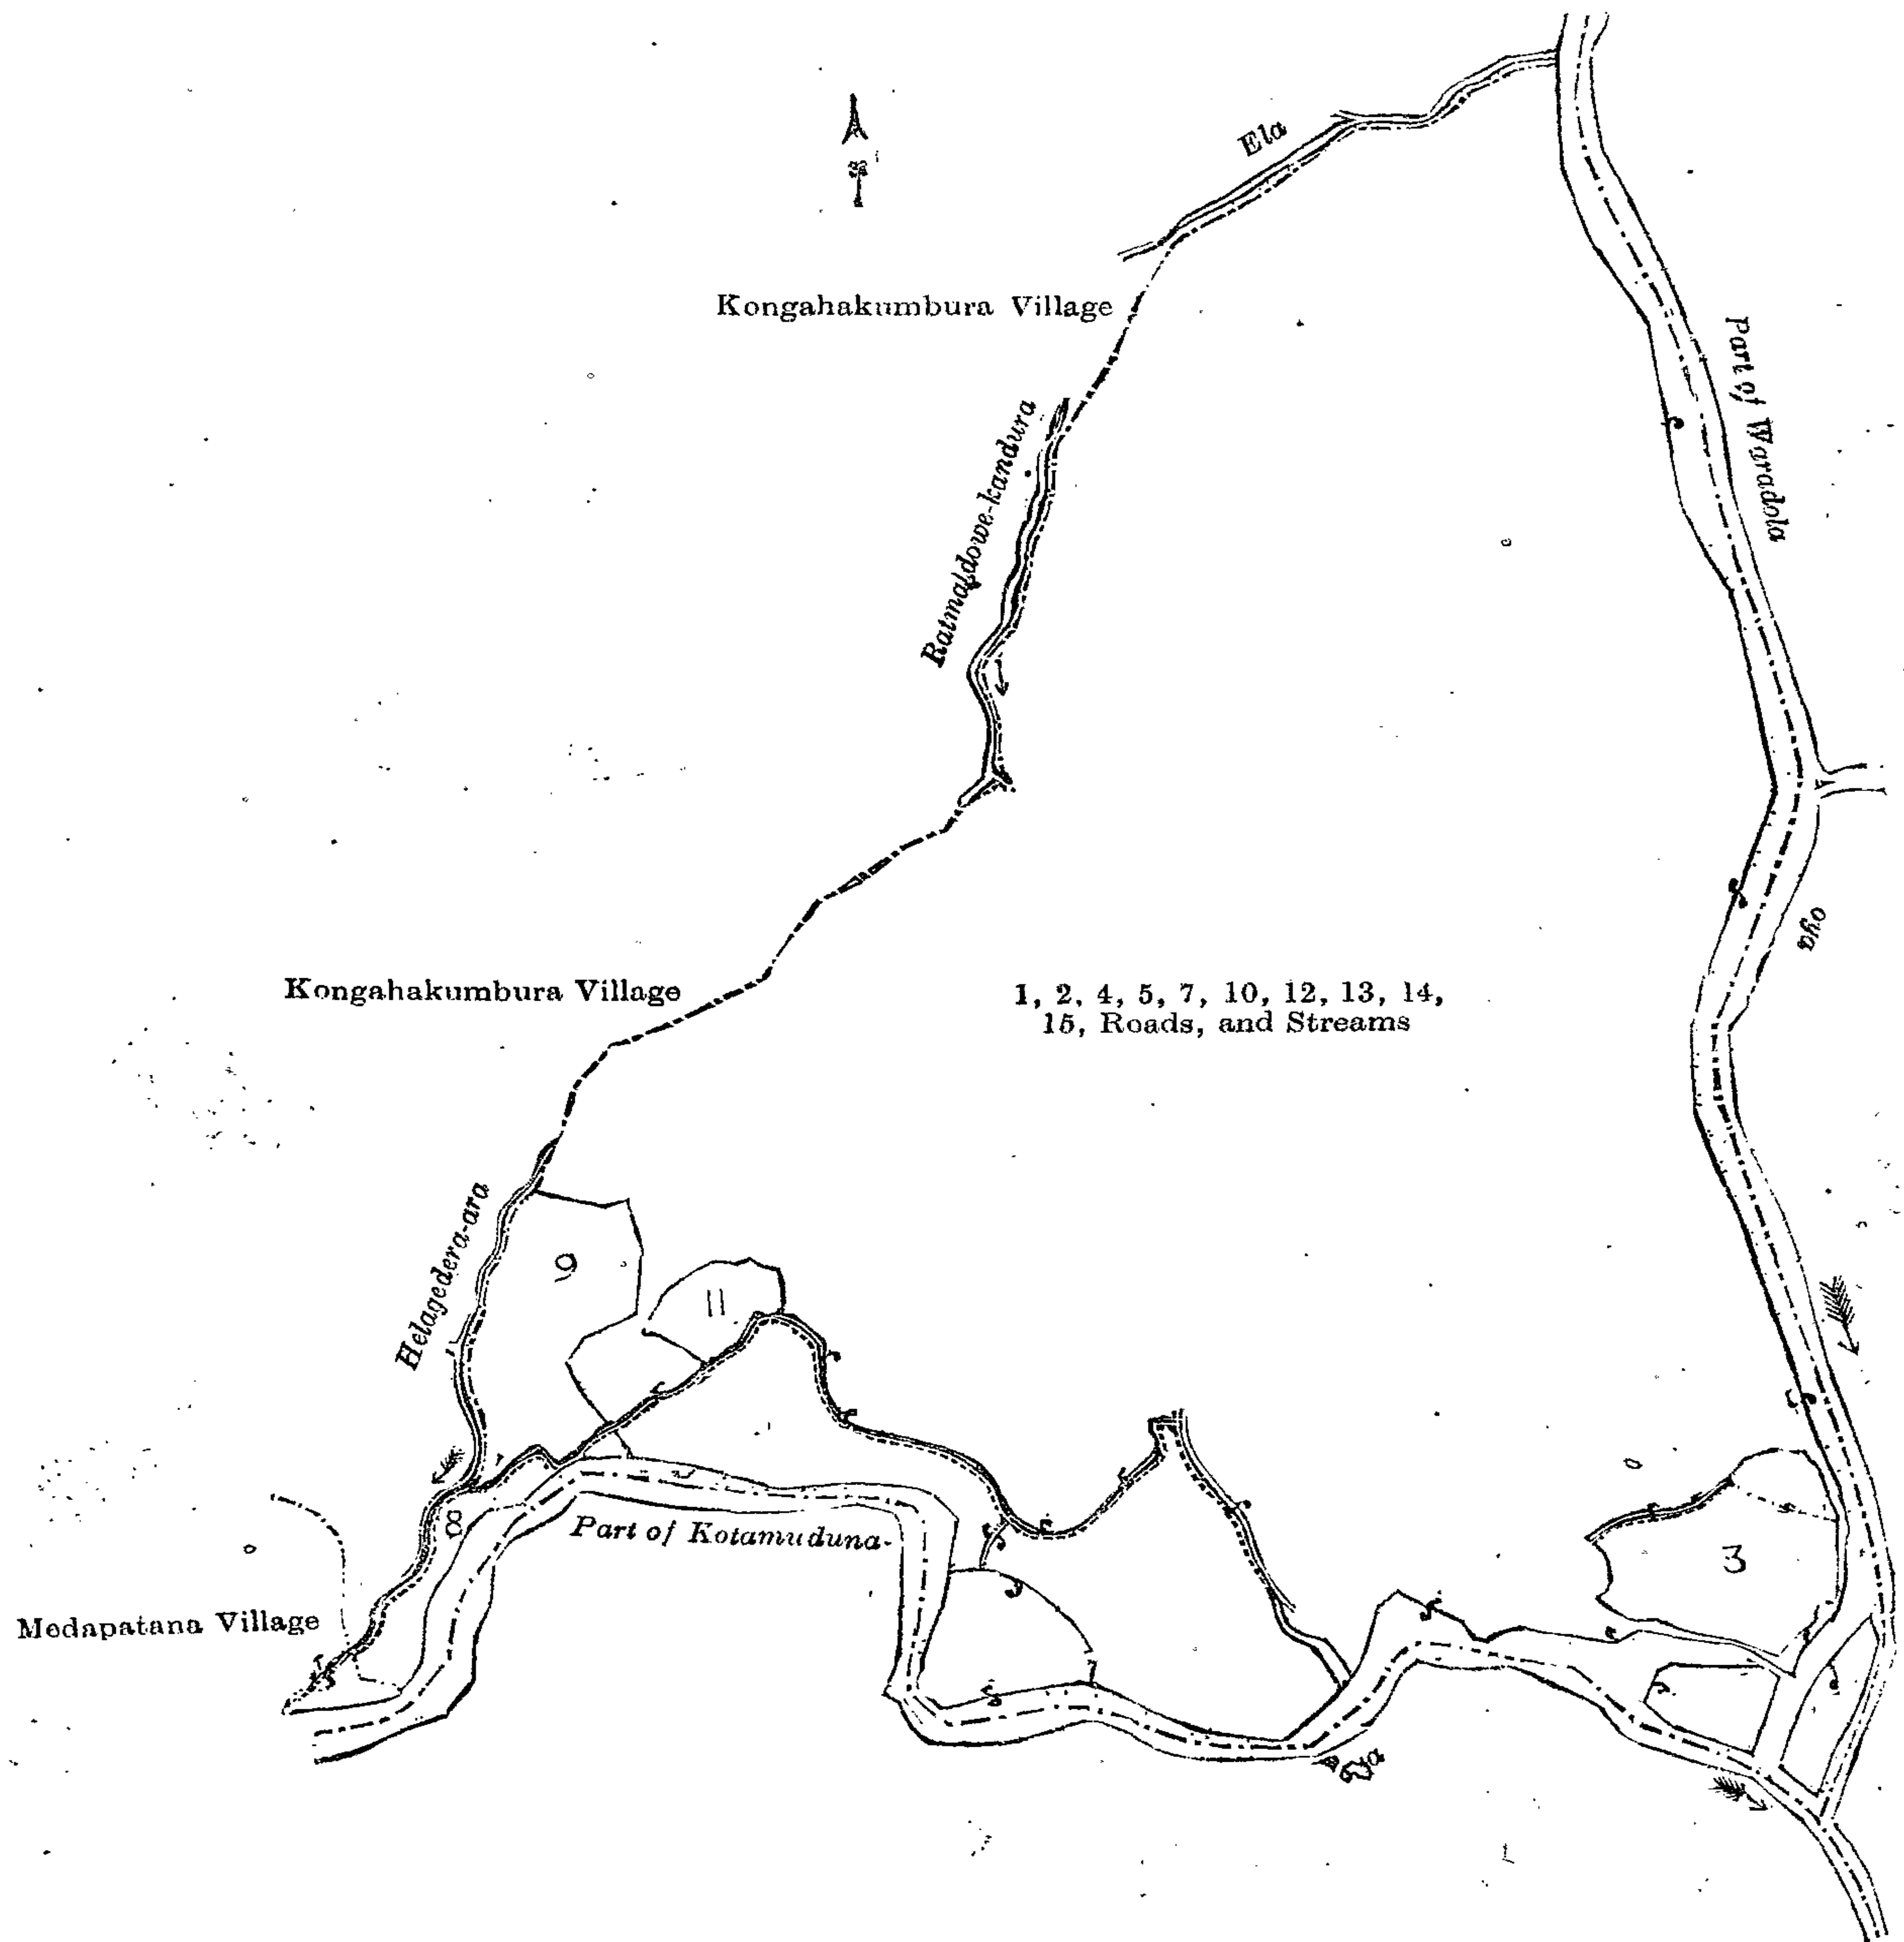 Ela
Kongahakumbura Village
Part of Waradola
Ratmaldowe-kandura
oya
Kongahakumbura Village
1, 2, 4, 5, 7, 10, 12, 13, 14,
15, Roads, and Streams
Helagedera-ara
9
11
8
Part of Kotamuduna-
3
Medapatana Village
Oya